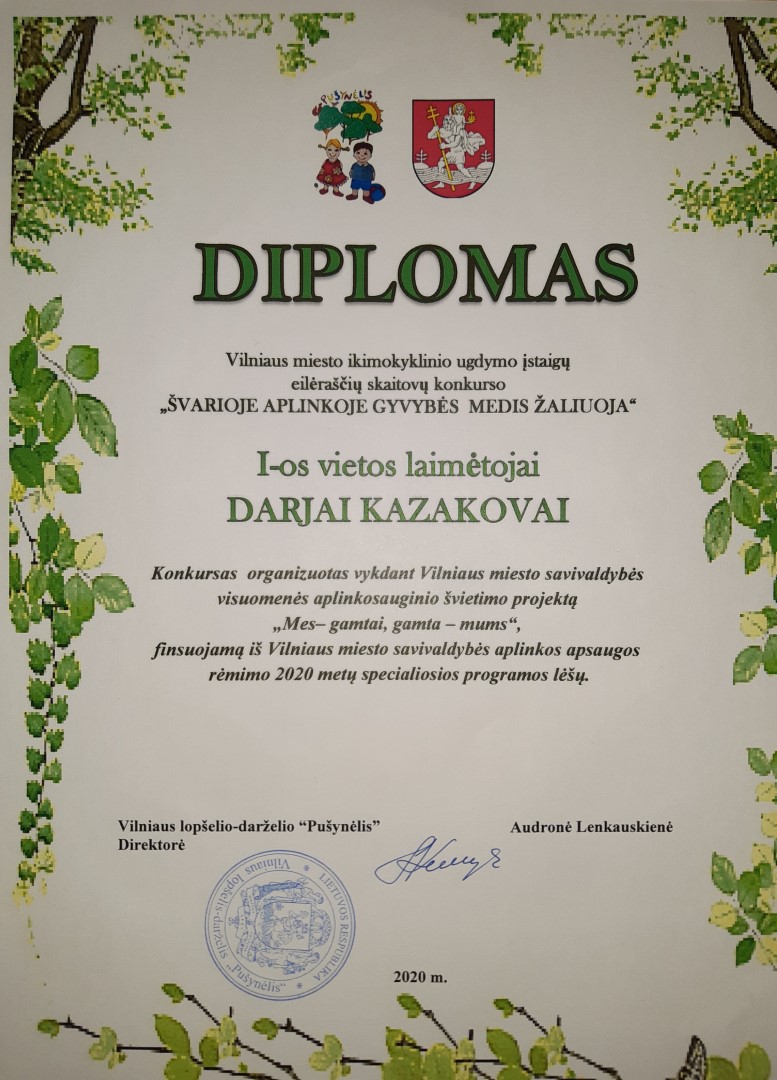 PUŠYNĖLIS
DIPLOMAS
Vilniaus miesto ikimokyklinio ugdymo įstaigų
eilėraščių skaitovų konkurso
„ŠVARIOJE APLINKOJE GYVYBĖS MEDIS ŽALIUOJA“
I-os vietos laimėtojai
DARJAI KAZAKOVAI
Konkursas organizuotas vykdant Vilniaus miesto savivaldybės
visuomenės aplinkosauginio švietimo projektą
„Mes– gamtai, gamta – mums“,
finsuojamą iš Vilniaus miesto savivaldybės aplinkos apsaugos
rėmimo 2020 metų specialiosios programos lėšų.
Vilniaus lopšelio-darželio “Pušynėlis” Audronė Lenkauskienė
Direktorė
LIETUVOS RESPUBLIKA * Vilniaus lopšelis-darželis „Pušynėlis“ *
2020 m.